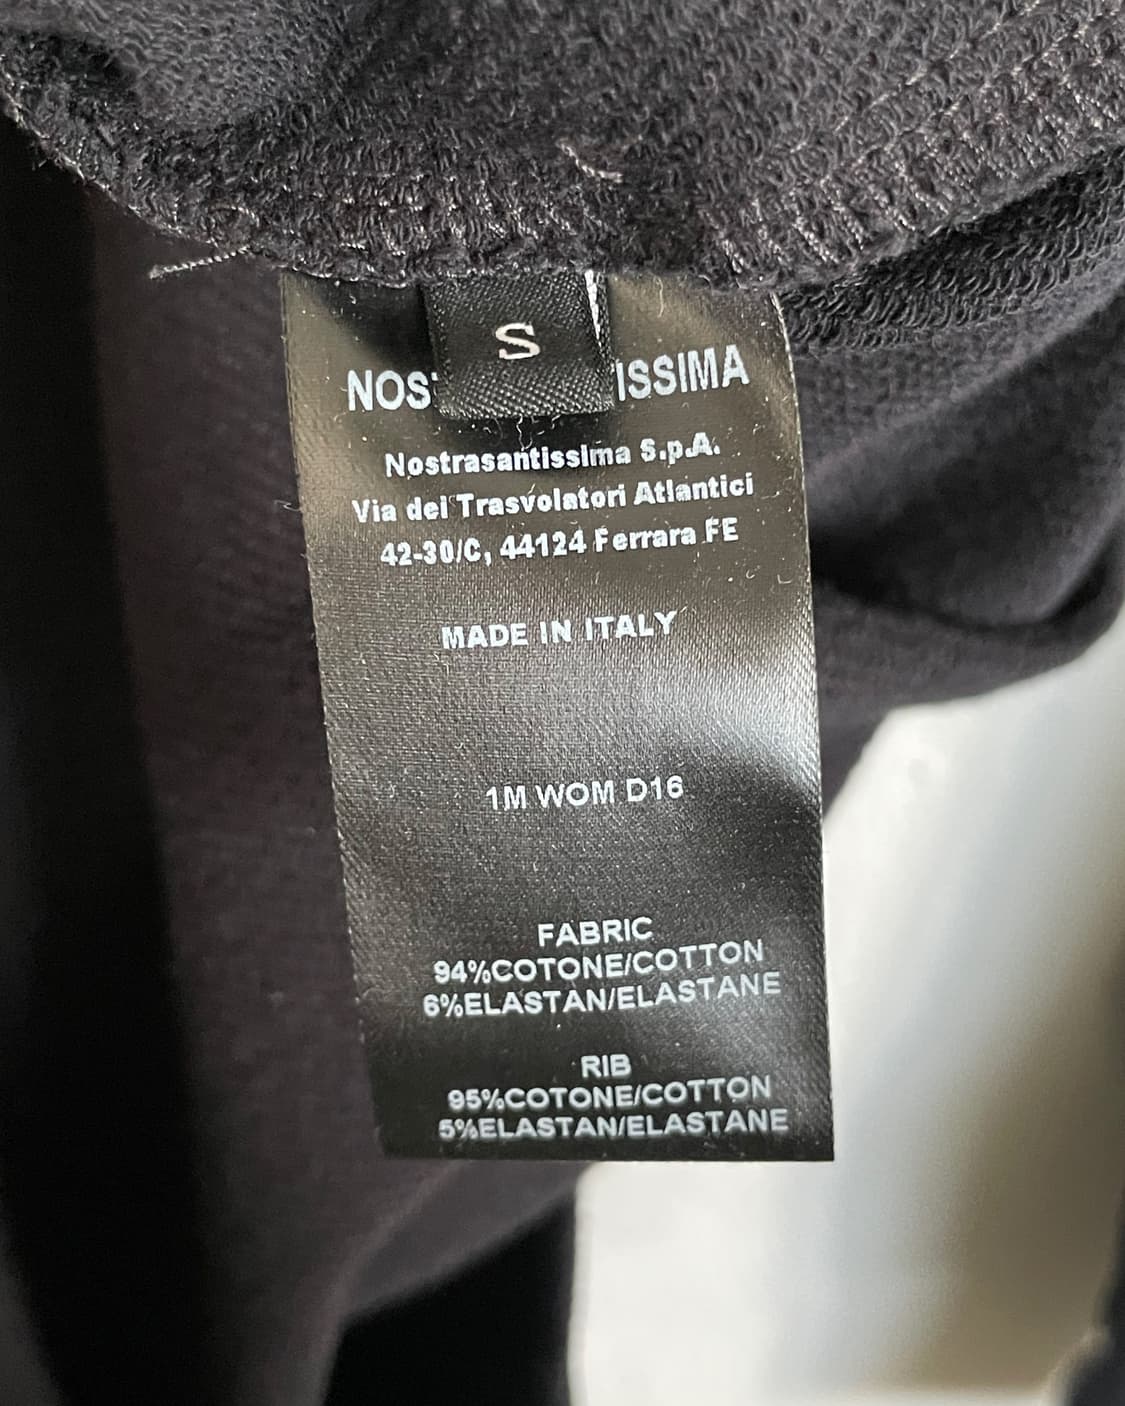 S
NOS ISSIMA
Nostrasantissima S.p.A.
Via dei Trasvolatori Atlantici
42-30/C, 44124 Ferrara FE
MADE IN ITALY
1M WOM D16
FABRIC
94%COTONE/COTTON
6%ELASTAN/ELASTANE
RIB
95%COTONE/COTTON
5%ELASTAN/ELASTANE